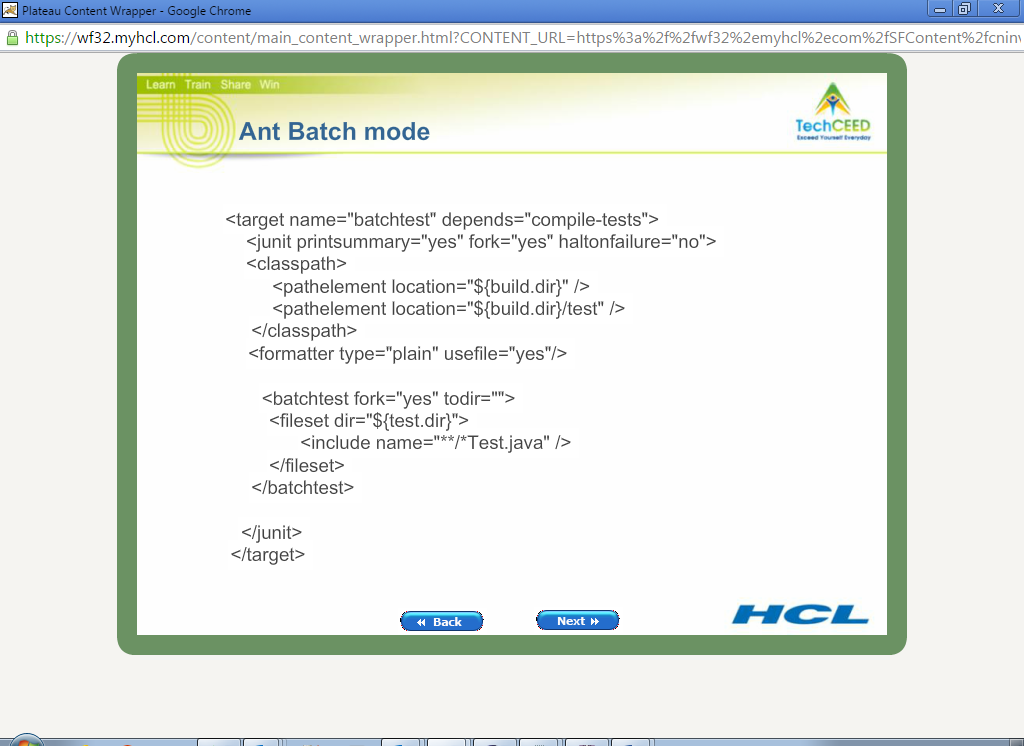 Plateau Content Wrapper - Google Chrome
https://wf32.myhcl.com/content/main_content_wrapper.html?CONTENT_URL=https%3a%2f%2fwf32%2emyhcl%2ecom%2fSFContent%2fcninv
Learn Train Share Win
Ant Batch mode
TechCEED
Exceed Yourself Everyday
<target name="batchtest" depends="compile-tests">
<junit printsummary="yes" fork="yes" haltonfailure="no">
<classpath>
<pathelement location="${build.dir}" />
<pathelement location="${build.dir}/test" />
</classpath>
<formatter type="plain" usefile="yes"/>
<batchtest fork="yes" todir="">
<fileset dir="${test.dir}">
<include name="**/*Test.java" />
</fileset>
</batchtest>
</junit>
</target>
Back Next
HCL